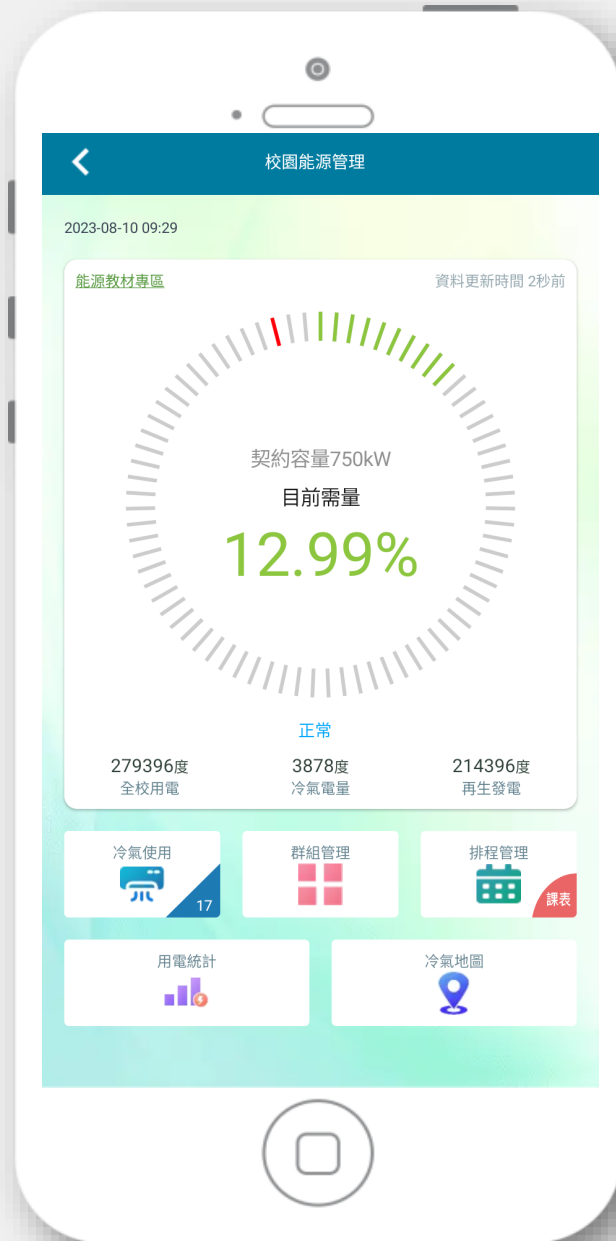 校園能源管理
2023-08-10 09:29
能源教材專區
資料更新時間 2秒前
契約容量750kW
目前需量
12.99%
正常
279396度
3878度
214396度
全校用電
冷氣電量
再生發電
冷氣使用
17
群組管理
排程管理
課表
用電統計
冷氣地圖